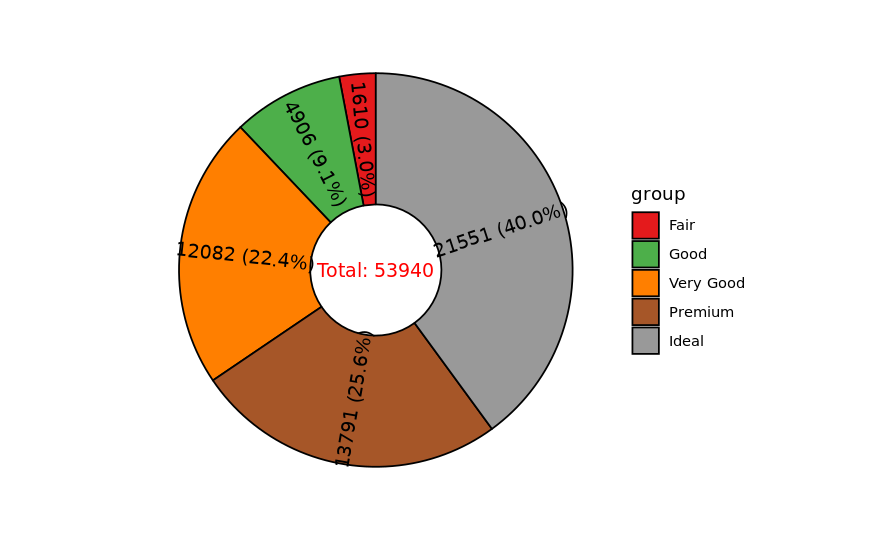 1610 (3.0%)
4906 (9.1%)
21551 (40.0%)
12082 (22.4%)
Total: 53940
13791 (25.6%)
group
Fair
Good
Very Good
Premium
Ideal